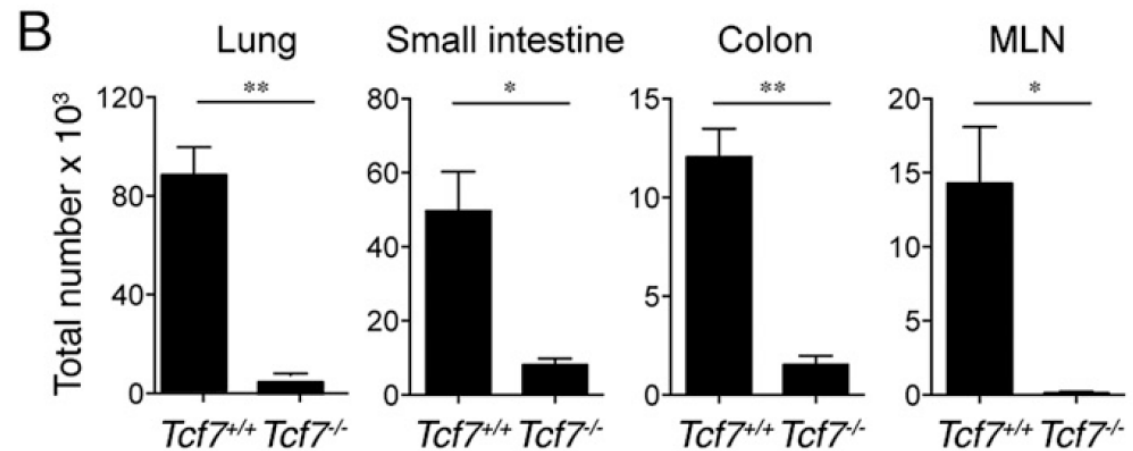 B
Lung
Small intestine
Colon
MLN
Total number x 10³
**
*
**
*
120
80
40
0
80
60
40
20
0
15
10
5
0
20
15
10
5
0
Tcf7+/+ Tcf7-/-
Tcf7+/+ Tcf7-/-
Tcf7+/+ Tcf7-/-
Tcf7+/+ Tcf7-/-